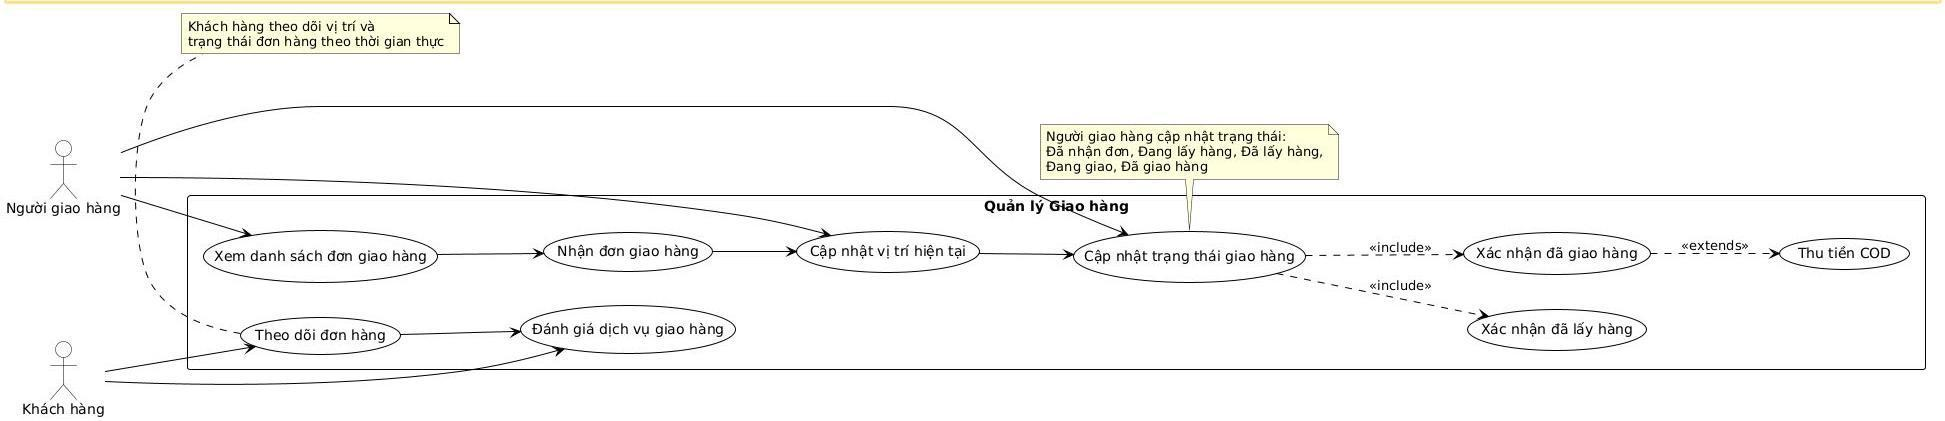 Khách hàng theo dõi vị trí và
trạng thái đơn hàng theo thời gian thực
Người giao hàng cập nhật trạng thái:
Đã nhận đơn, Đang lấy hàng, Đã lấy hàng,
Đang giao, Đã giao hàng
Người giao hàng
Quản lý Giao hàng
Xem danh sách đơn giao hàng
Nhận đơn giao hàng
Cập nhật vị trí hiện tại
Cập nhật trạng thái giao hàng
«include»
Xác nhận đã giao hàng
«extends»
Thu tiền COD
«include»
Xác nhận đã lấy hàng
Theo dõi đơn hàng
Đánh giá dịch vụ giao hàng
Khách hàng